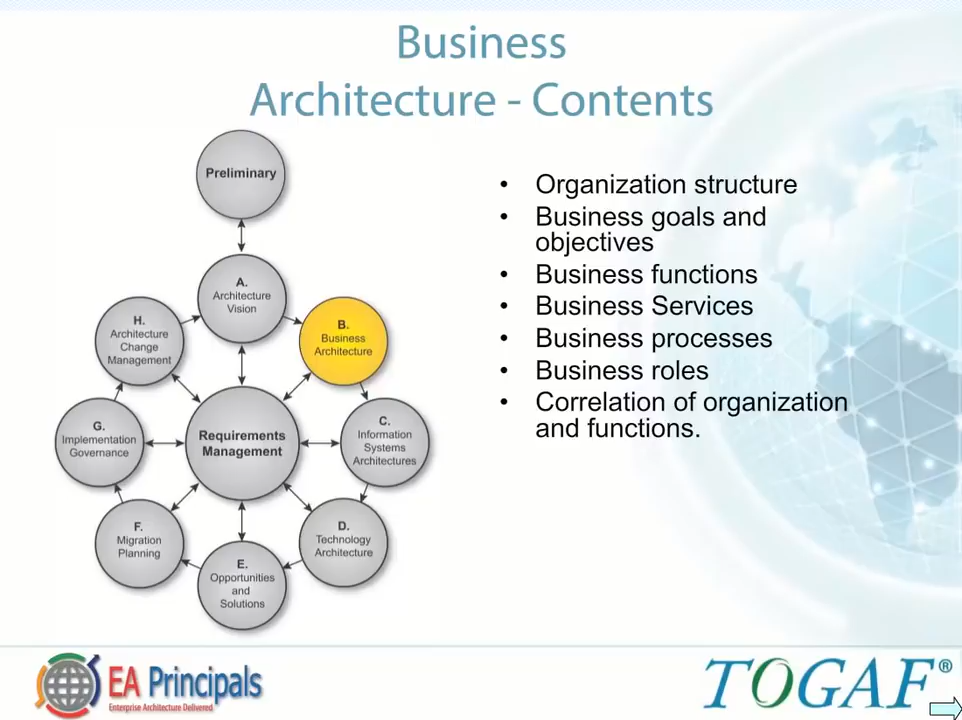 Business
Architecture - Contents
Preliminary
A.
Architecture
Vision
B.
Business
Architecture
C.
Information
Systems
Architectures
D.
Technology
Architecture
E.
Opportunities
and
Solutions
F.
Migration
Planning
G.
Implementation
Governance
H.
Architecture
Change
Management
Requirements
Management
• Organization structure
• Business goals and
objectives
• Business functions
• Business Services
• Business processes
• Business roles
• Correlation of organization
and functions.
EA Principals
Enterprise Architecture Delivered
TOGAF®